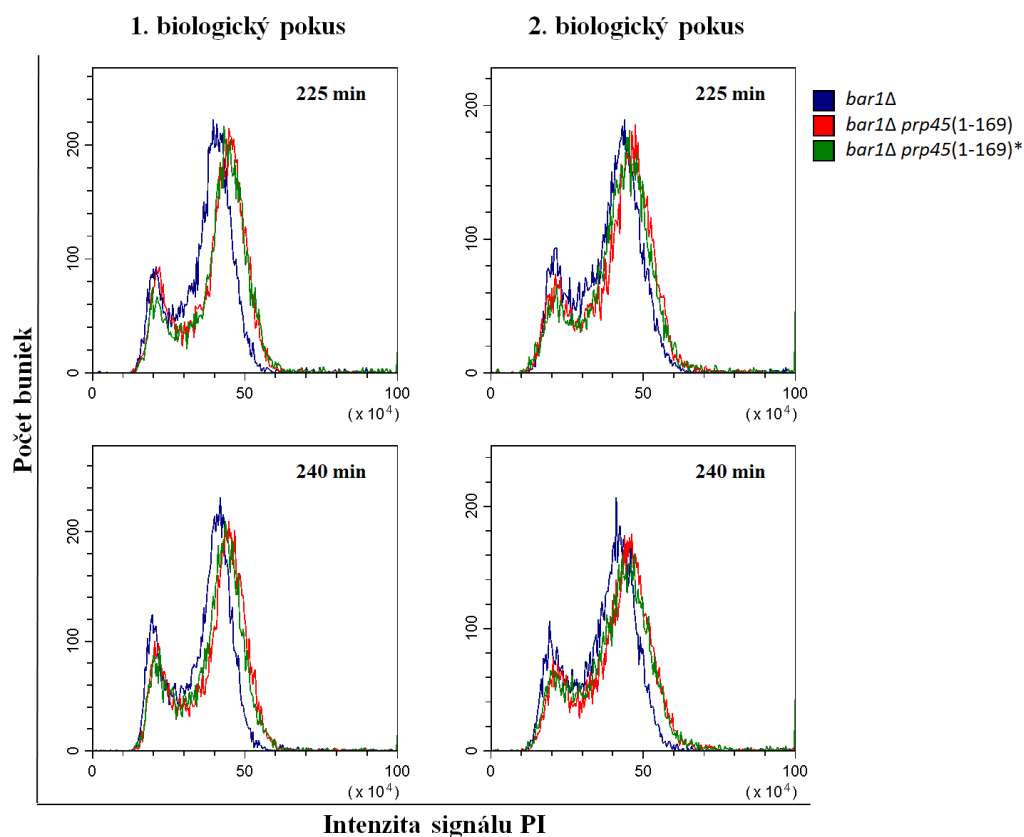 1. biologický pokus
2. biologický pokus
225 min
200
100
0
0
50
100
(x 10⁴)
225 min
200
100
0
0
50
100
(x 10⁴)
bar1Δ
bar1Δ prp45(1-169)
bar1Δ prp45(1-169)*
Počet buniek
240 min
200
100
0
0
50
100
(x 10⁴)
240 min
200
100
0
0
50
100
(x 10⁴)
Intenzita signálu PI